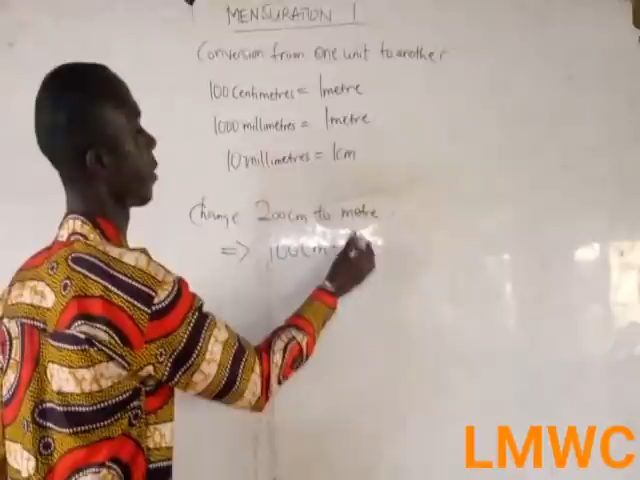 MENSURATION 1
Conversion from one unit to another
100 Centimetres = 1metre
1000 millimetres = 1metre
10 millimetres = 1cm
Change 200cm to metre
=> 100cm =
LMWC